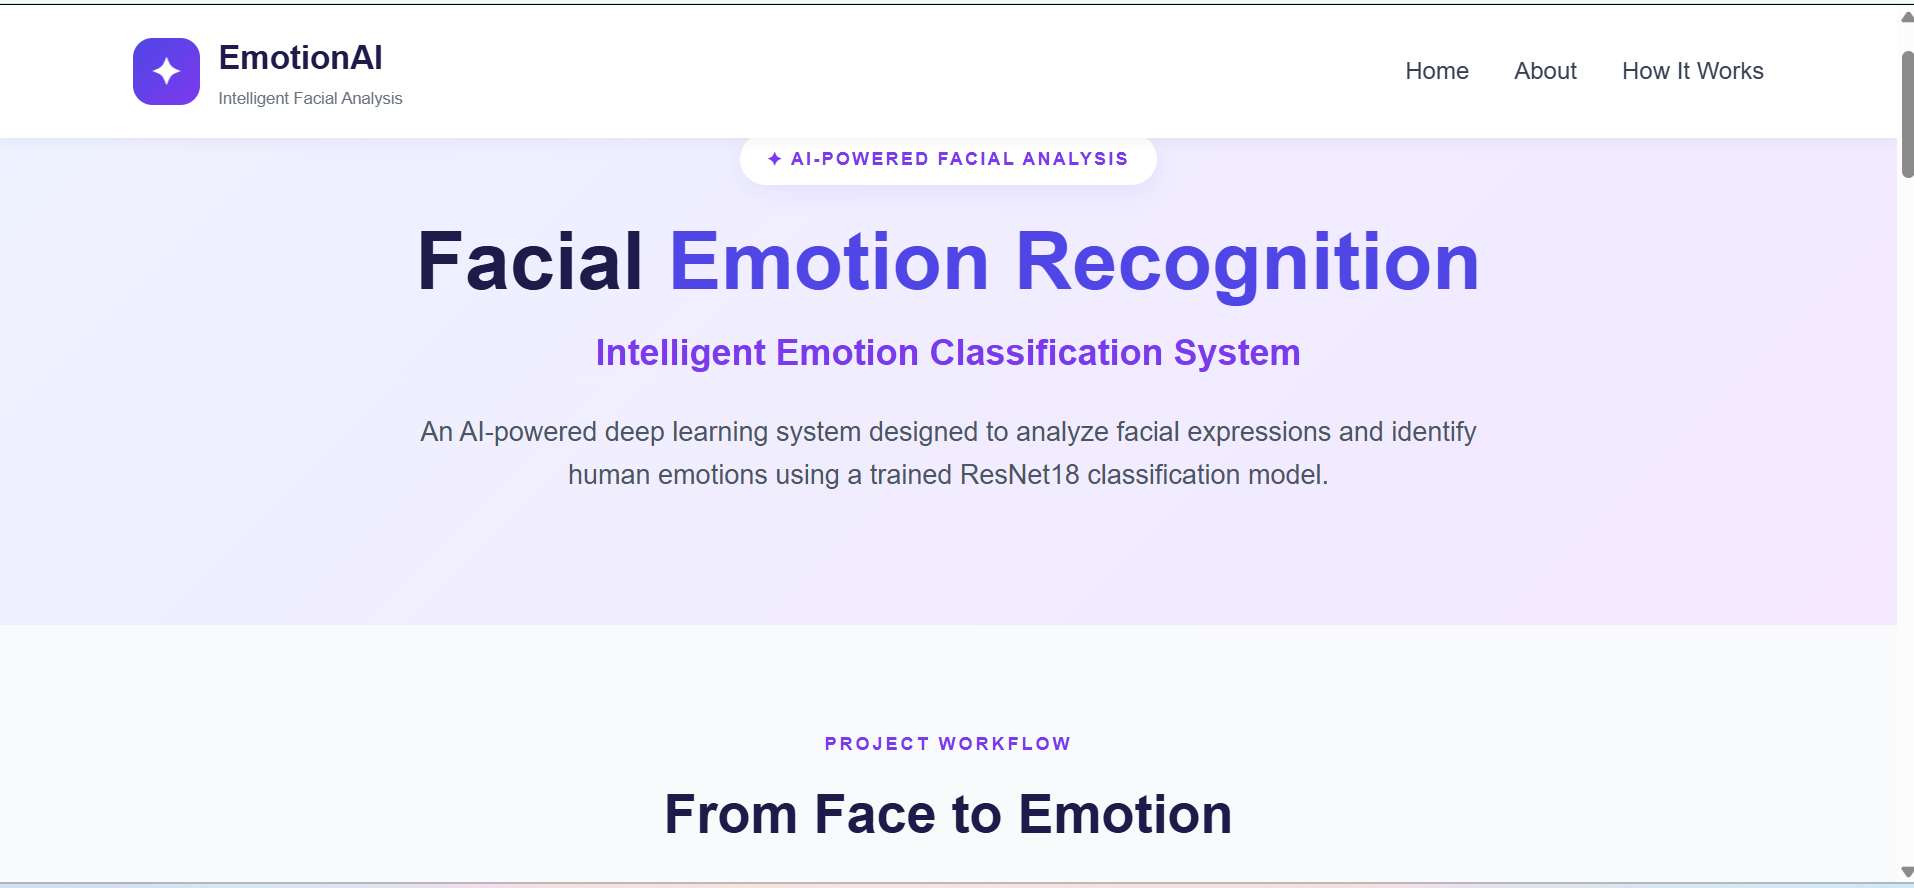 EmotionAI
Intelligent Facial Analysis
Home About How It Works
✦ AI-POWERED FACIAL ANALYSIS
Facial Emotion Recognition
Intelligent Emotion Classification System
An AI-powered deep learning system designed to analyze facial expressions and identify
human emotions using a trained ResNet18 classification model.
PROJECT WORKFLOW
From Face to Emotion